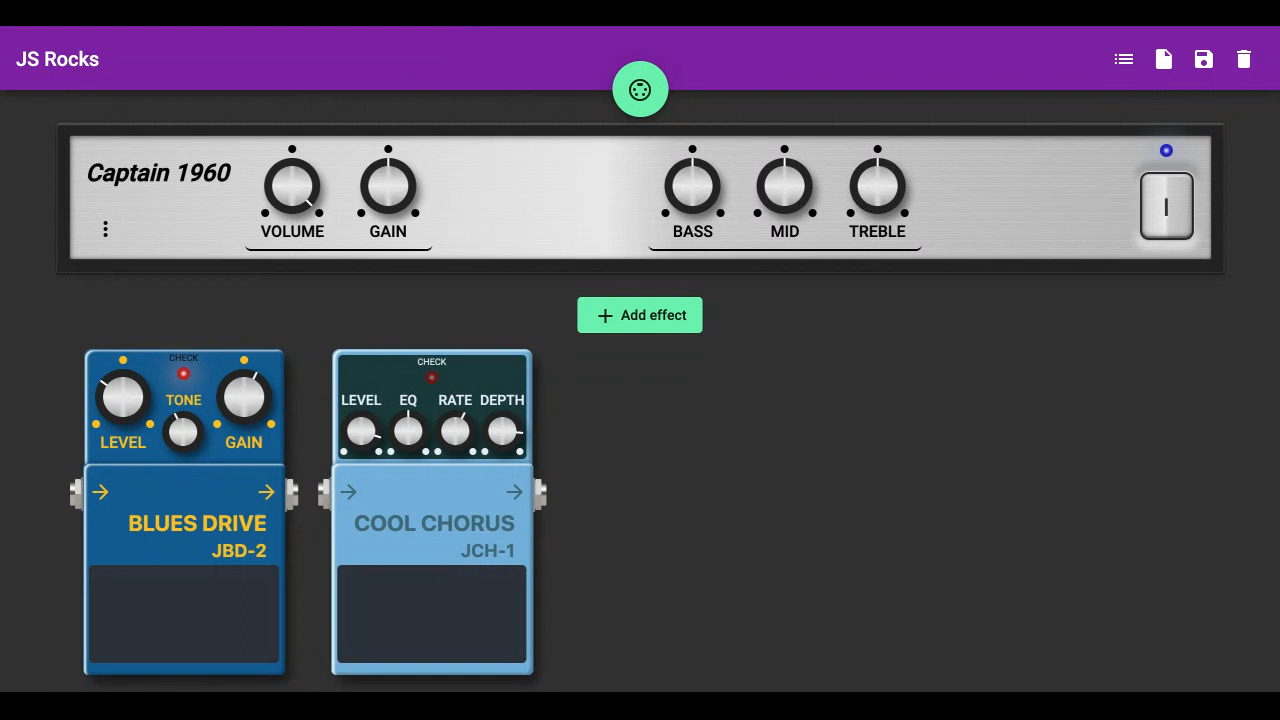 JS Rocks
Captain 1960
VOLUME GAIN BASS MID TREBLE
Add effect
CHECK
TONE
LEVEL GAIN
BLUES DRIVE
JBD-2
CHECK
LEVEL EQ RATE DEPTH
COOL CHORUS
JCH-1